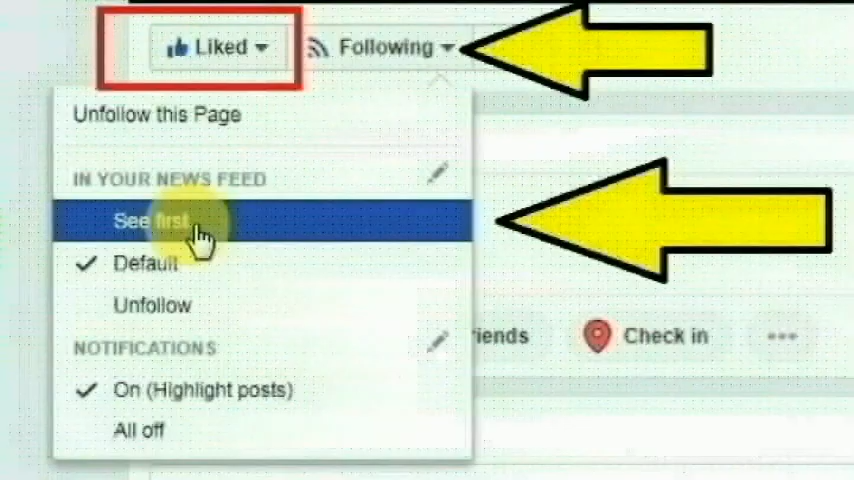 Liked Following
Unfollow this Page
IN YOUR NEWS FEED
See first
Default
Unfollow
NOTIFICATIONS
iends Check in
On (Highlight posts)
All off